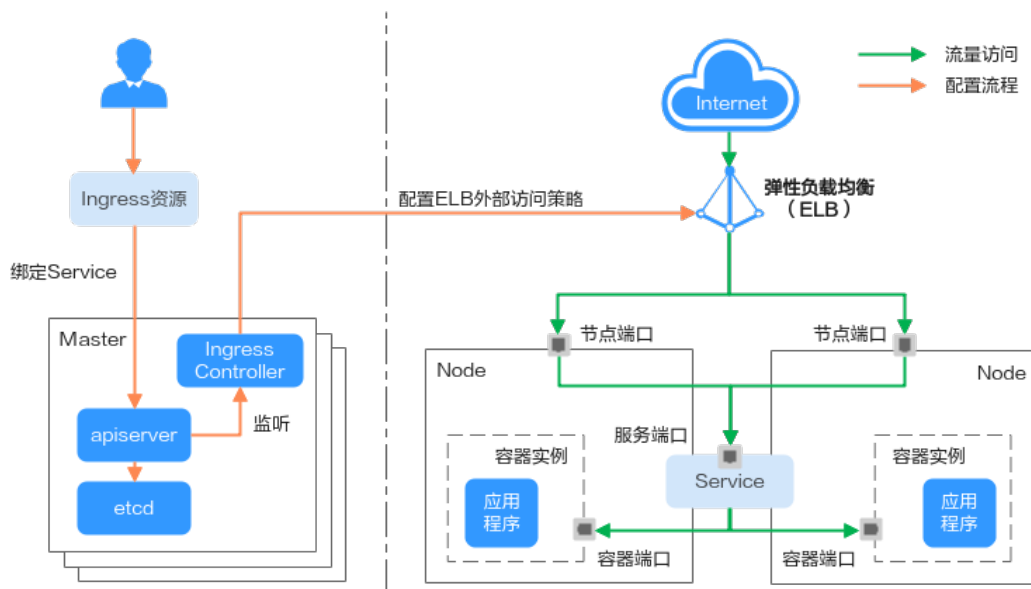 Internet
流量访问
配置流程
Ingress资源
配置ELB外部访问策略
弹性负载均衡
（ELB）
绑定Service
Master
Ingress
Controller
apiserver
监听
etcd
节点端口
节点端口
Node
Node
服务端口
Service
容器实例
应用
程序
容器端口
容器实例
应用
程序
容器端口